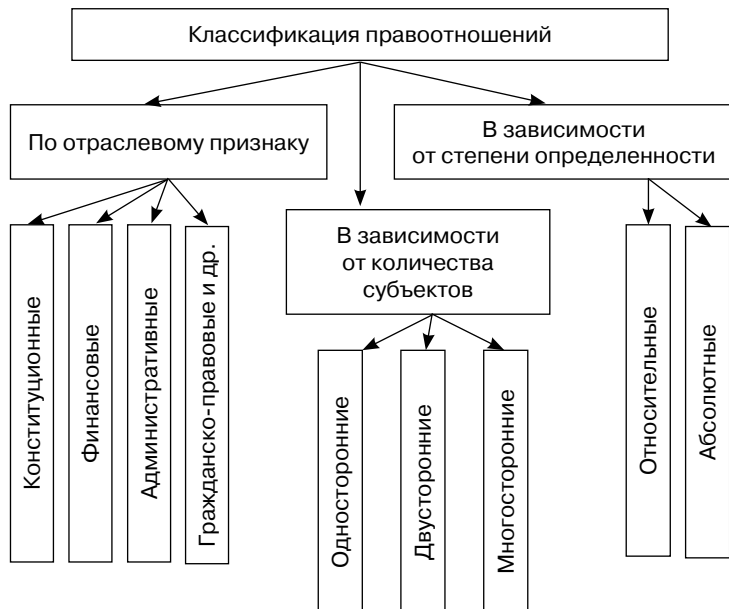 Классификация правоотношений
По отраслевому признаку
В зависимости
от степени определенности
Конституционные
Финансовые
Административные
Гражданско-правовые и др.
В зависимости
от количества
субъектов
Односторонние
Двусторонние
Многосторонние
Относительные
Абсолютные